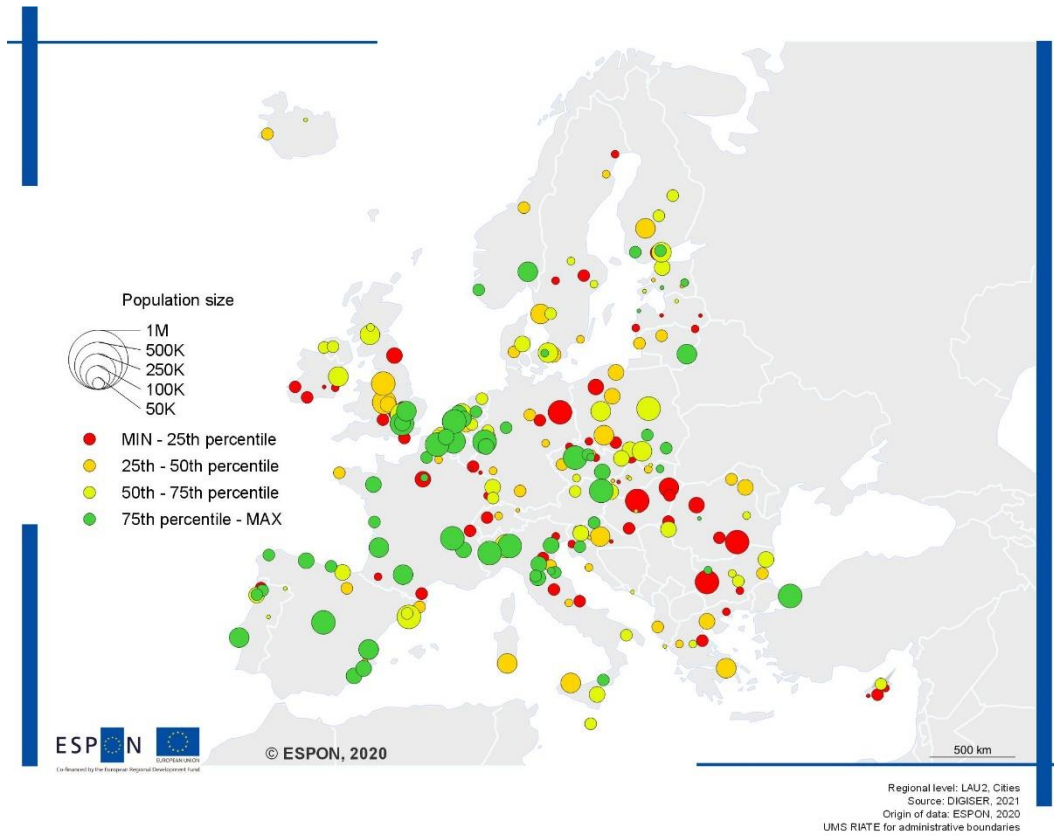 Population size
1M
500K
250K
100K
50K
MIN - 25th percentile
25th - 50th percentile
50th - 75th percentile
75th percentile - MAX
ESPON
EUROPEAN UNION
Co-financed by the European Regional Development Fund
© ESPON, 2020
500 km
Regional level: LAU2, Cities
Source: DIGISER, 2021
Origin of data: ESPON, 2020
UMS RIATE for administrative boundaries